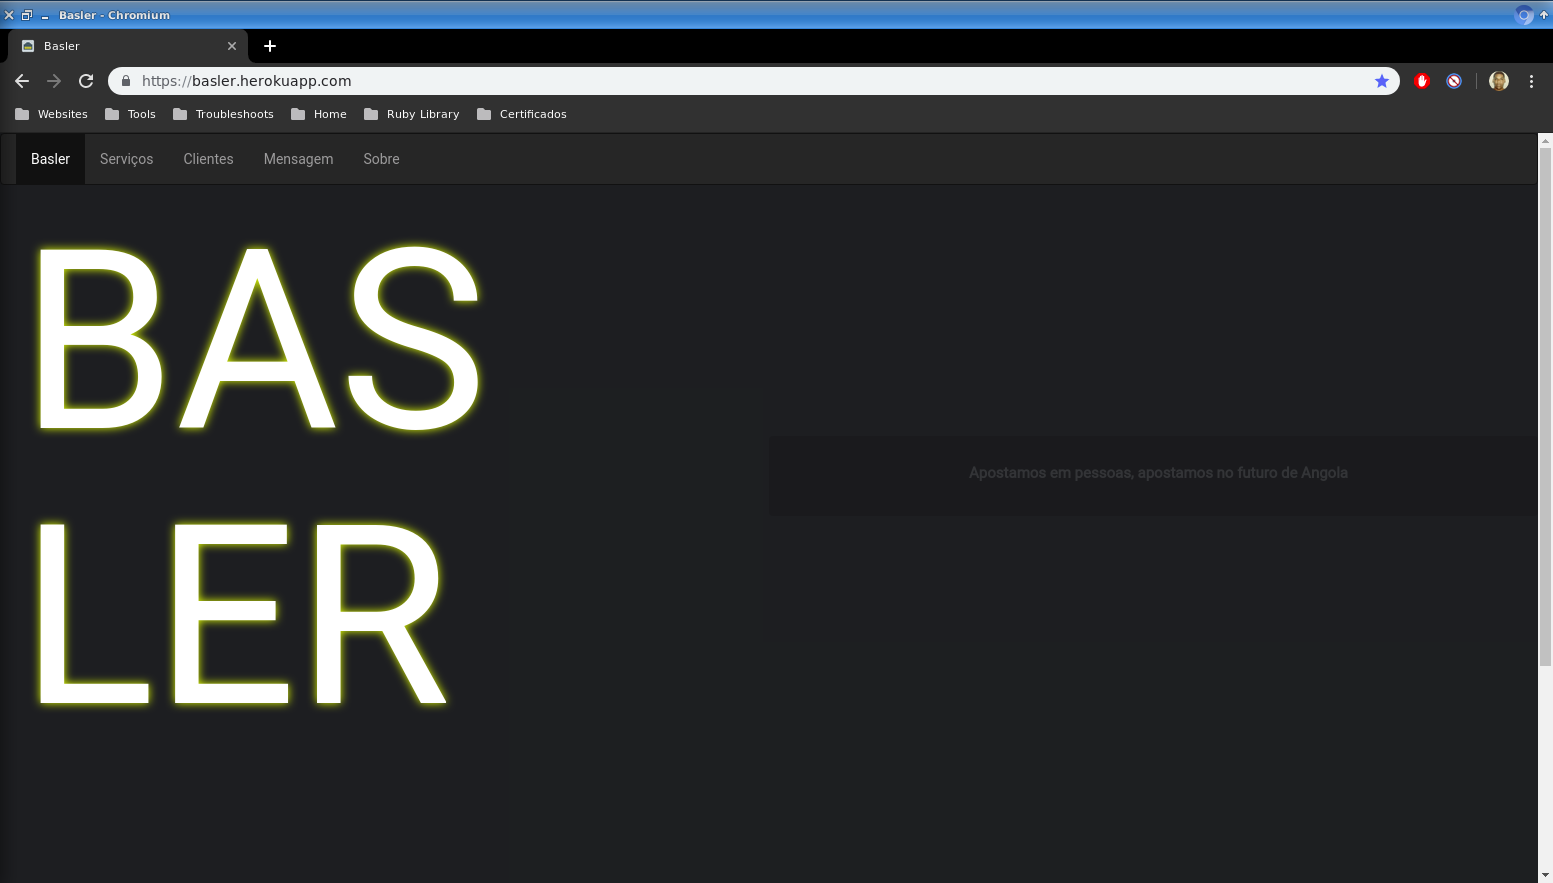 Basler - Chromium
Basler
https://basler.herokuapp.com
Websites Tools Troubleshoots Home Ruby Library Certificados
Basler Serviços Clientes Mensagem Sobre
BAS
LER
Apostamos em pessoas, apostamos no futuro de Angola